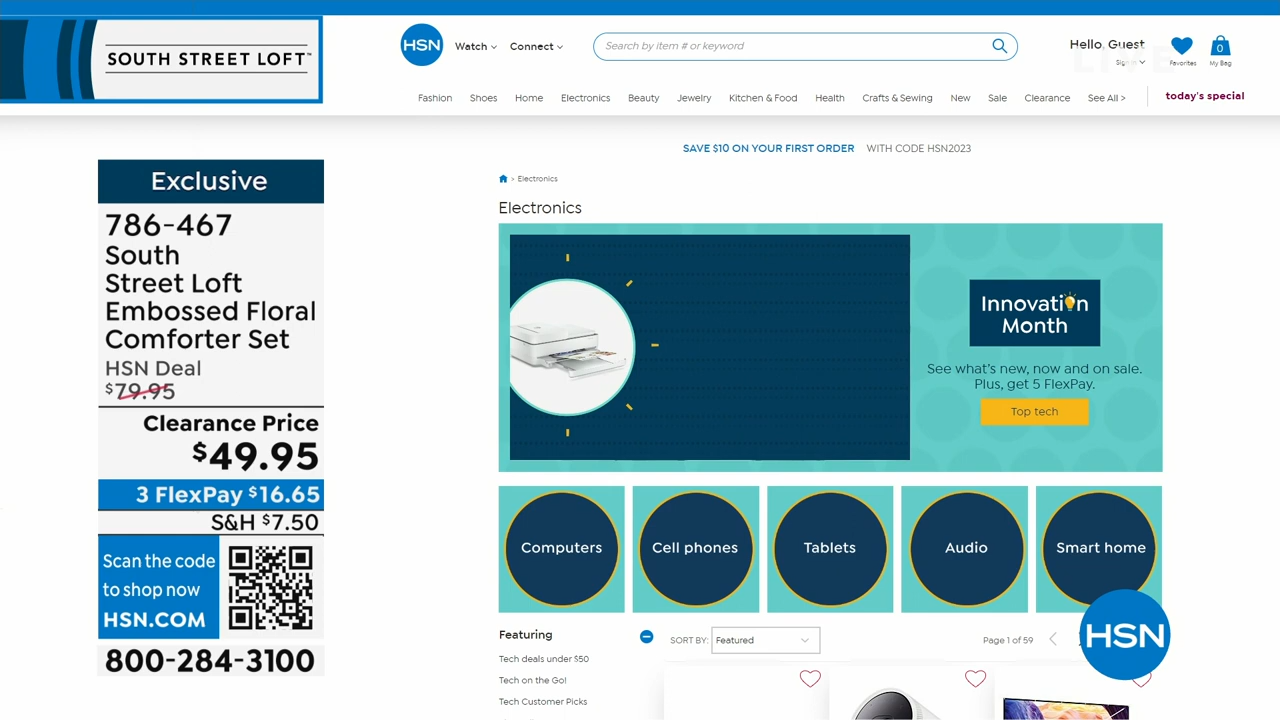 SOUTH STREET LOFT™
HSN
Watch
Connect
Search by item # or keyword
Hello, Guest
Sign in
LIVE
Favorites
0
My Bag
Fashion
Shoes
Home
Electronics
Beauty
Jewelry
Kitchen & Food
Health
Crafts & Sewing
New
Sale
Clearance
See All >
today's special
SAVE $10 ON YOUR FIRST ORDER WITH CODE HSN2023
> Electronics
Electronics
Exclusive
786-467
South
Street Loft
Embossed Floral
Comforter Set
HSN Deal
$79.95
Clearance Price
$49.95
3 FlexPay $16.65
S&H $7.50
Scan the code
to shop now
HSN.COM
800-284-3100
Innovation
Month
See what's new, now and on sale.
Plus, get 5 FlexPay.
Top tech
Computers
Cell phones
Tablets
Audio
Smart home
Featuring
Tech deals under $50
Tech on the Go!
Tech Customer Picks
SORT BY: Featured
Page 1 of 59
HSN